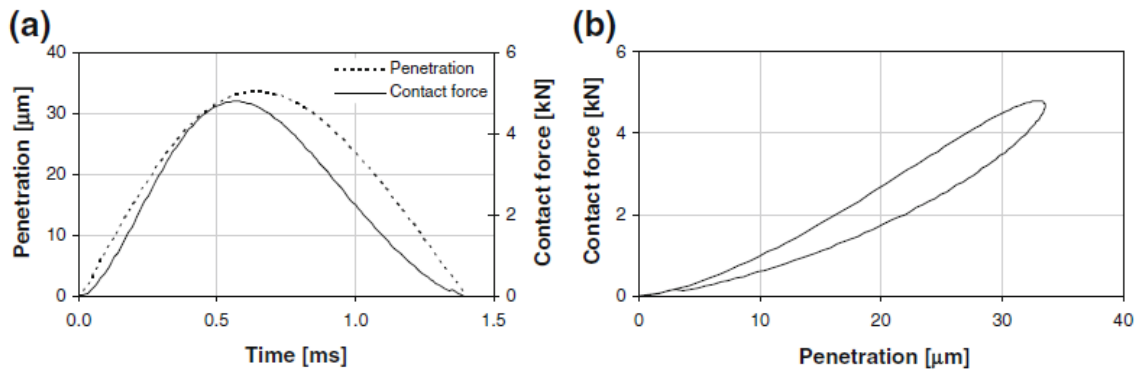 (a)
40
30
20
10
0
Penetration [μm]
0.0
0.5
1.0
1.5
Time [ms]
6
4
2
0
Contact force [kN]
Penetration
Contact force
(b)
6
4
2
0
Contact force [kN]
0
10
20
30
40
Penetration [μm]